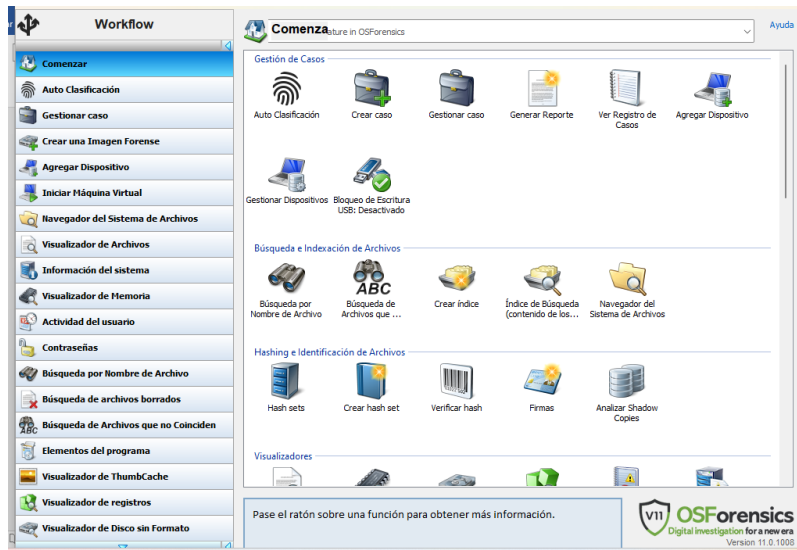 Workflow
Comenzar
Auto Clasificación
Gestionar caso
Crear una Imagen Forense
Agregar Dispositivo
Iniciar Máquina Virtual
Navegador del Sistema de Archivos
Visualizador de Archivos
Información del sistema
Visualizador de Memoria
Actividad del usuario
Contraseñas
Búsqueda por Nombre de Archivo
Búsqueda de archivos borrados
ABC
Búsqueda de Archivos que no Coinciden
Elementos del programa
Visualizador de ThumbCache
Visualizador de registros
Visualizador de Disco sin Formato
Comenza
ature in OSForensics
Ayuda
Gestión de Casos
Auto Clasificación
Crear caso
Gestionar caso
Generar Reporte
Ver Registro de
Casos
Agregar Dispositivo
Gestionar Dispositivos
Bloqueo de Escritura
USB: Desactivado
Búsqueda e Indexación de Archivos
ABC
Búsqueda por
Nombre de Archivo
Búsqueda de
Archivos que ...
Crear índice
Índice de Búsqueda
(contenido de los...
Navegador del
Sistema de Archivos
Hashing e Identificación de Archivos
Hash sets
Crear hash set
Verificar hash
Firmas
Analizar Shadow
Copies
Visualizadores
Pase el ratón sobre una función para obtener más información.
V11
OSForensics
Digital investigation for a new era
Version 11.0.1008